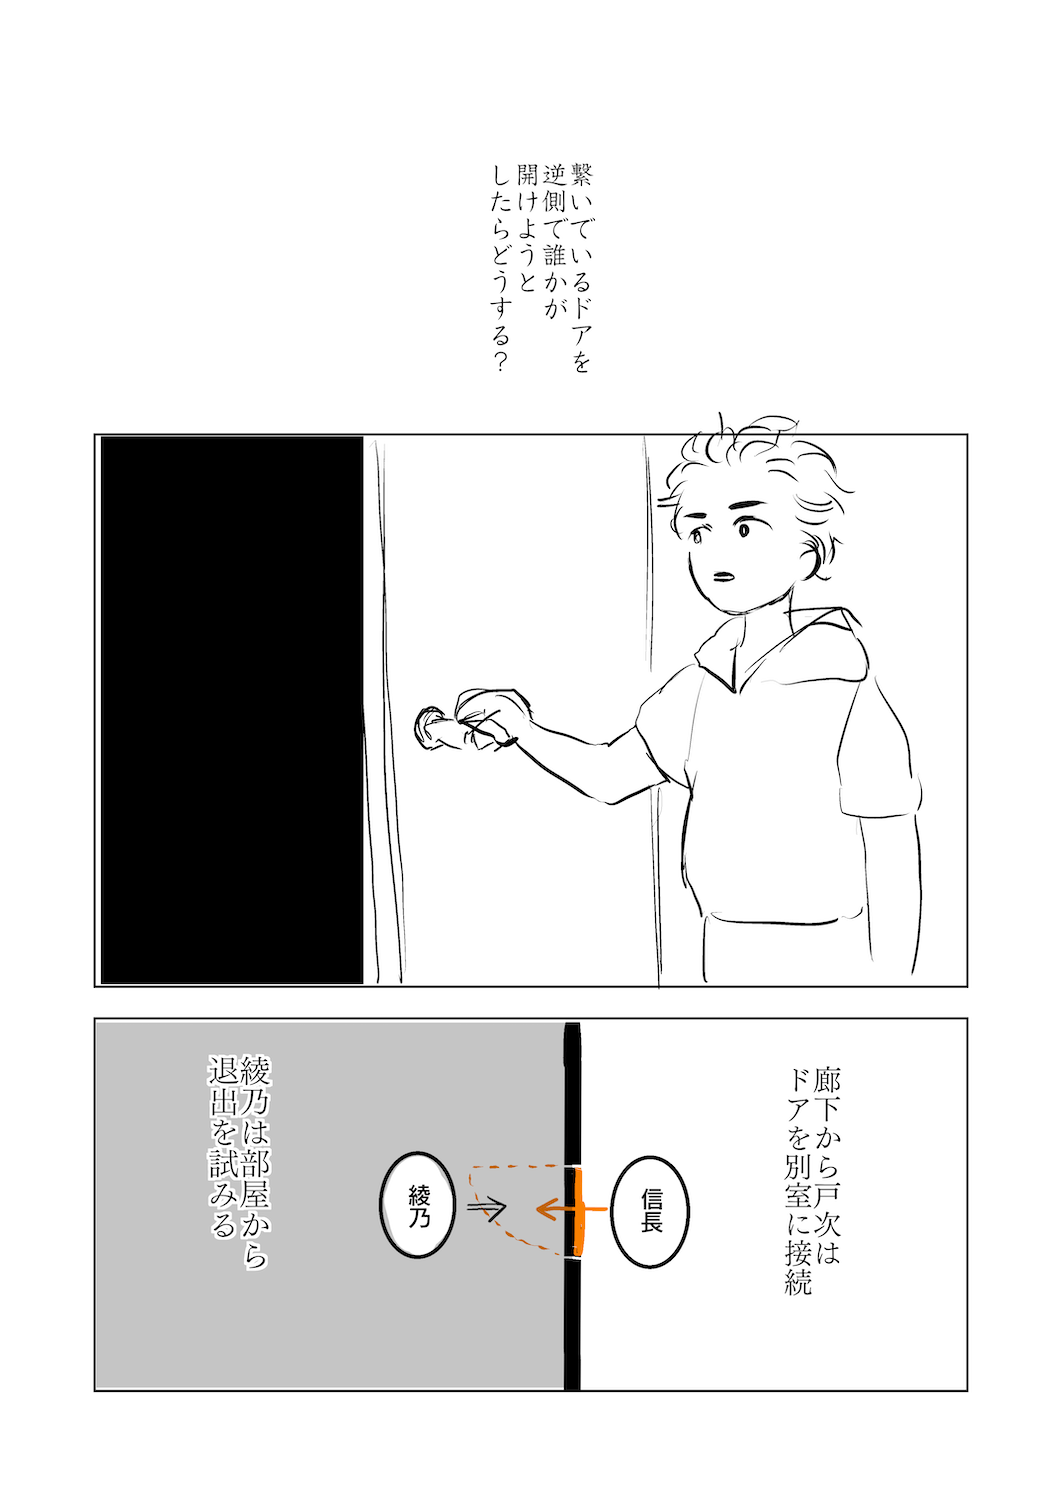 繋いでいるドアを
逆側で誰かが
開けようと
したらどうする？
廊下から戸次は
ドアを別室に接続
信長
綾乃
綾乃は部屋から
退出を試みる